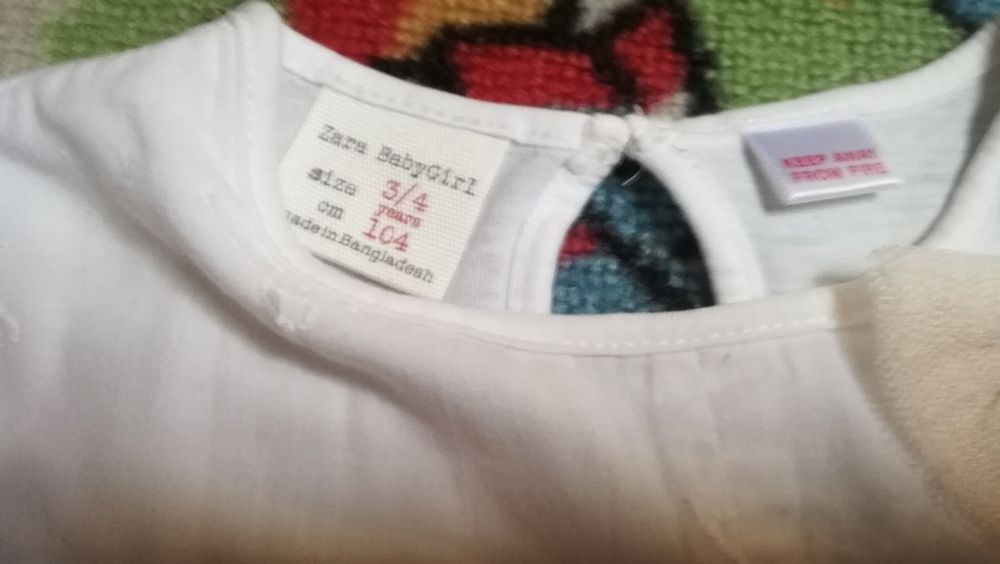 Zara BabyGirl
size 3/4
years
cm 104
made in Bangladesh
KEEP AWAY
FROM FIRE